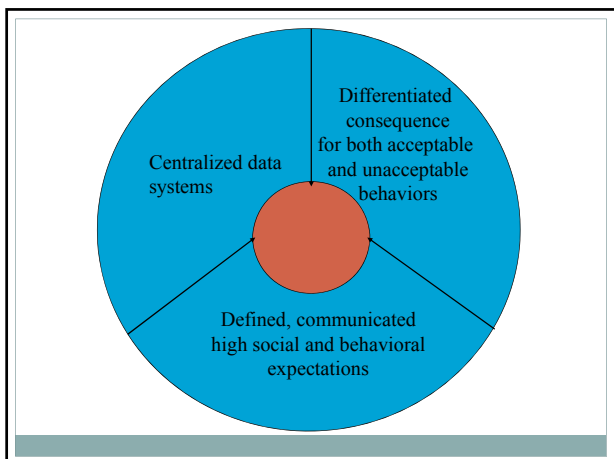 Differentiated
consequence
for both acceptable
and unacceptable
behaviors
Centralized data
systems
Defined, communicated
high social and behavioral
expectations